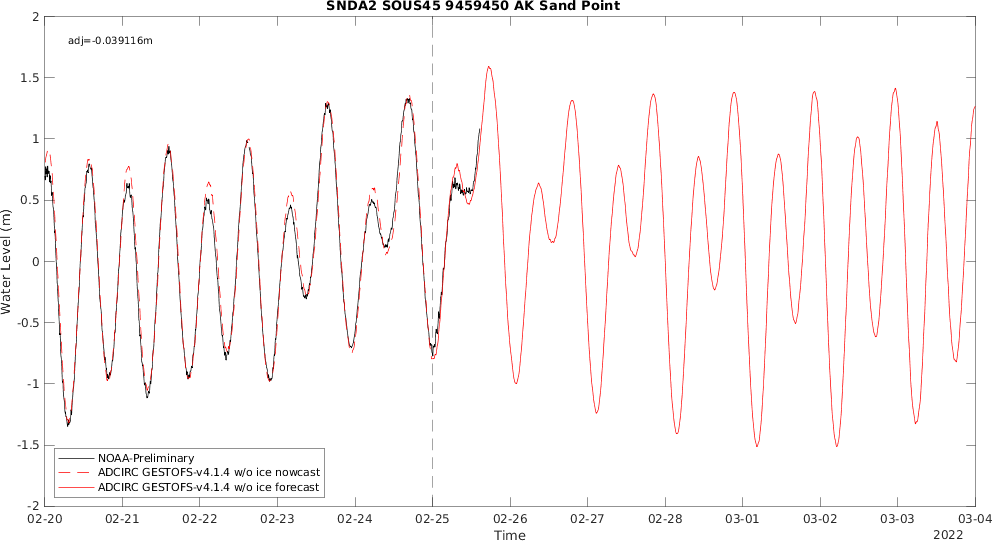 SNDA2 SOUS45 9459450 AK Sand Point
adj=-0.039116m
Water Level (m)
2
1.5
1
0.5
0
-0.5
-1
-1.5
-2
NOAA-Preliminary
ADCIRC GESTOFS-v4.1.4 w/o ice nowcast
ADCIRC GESTOFS-v4.1.4 w/o ice forecast
02-20 02-21 02-22 02-23 02-24 02-25 02-26 02-27 02-28 03-01 03-02 03-03 03-04
Time
2022